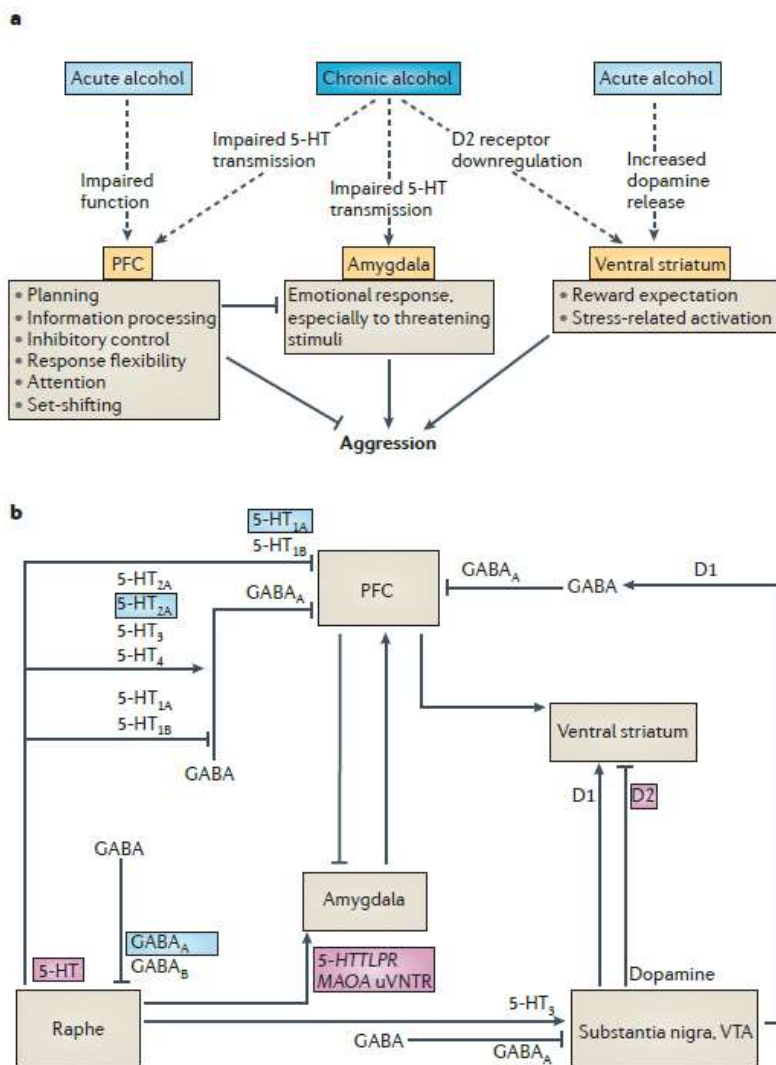 a
Acute alcohol
Chronic alcohol
Acute alcohol
Impaired
function
Impaired 5-HT
transmission
Impaired 5-HT
transmission
D2 receptor
downregulation
Increased
dopamine
release
PFC
• Planning
• Information processing
• Inhibitory control
• Response flexibility
• Attention
• Set-shifting
Amygdala
Emotional response,
especially to threatening
stimuli
Ventral striatum
• Reward expectation
• Stress-related activation
Aggression
b
5-HT1A
5-HT1B
5-HT2A
5-HT2A
5-HT3
5-HT4
5-HT1A
5-HT1B
GABAA
GABA
PFC
GABAA
GABA
D1
Ventral striatum
D1
D2
GABA
GABAA
GABAB
5-HT
Raphe
Amygdala
5-HTTLPR
MAOA uVNTR
Dopamine
5-HT3
GABA
GABAA
Substantia nigra, VTA